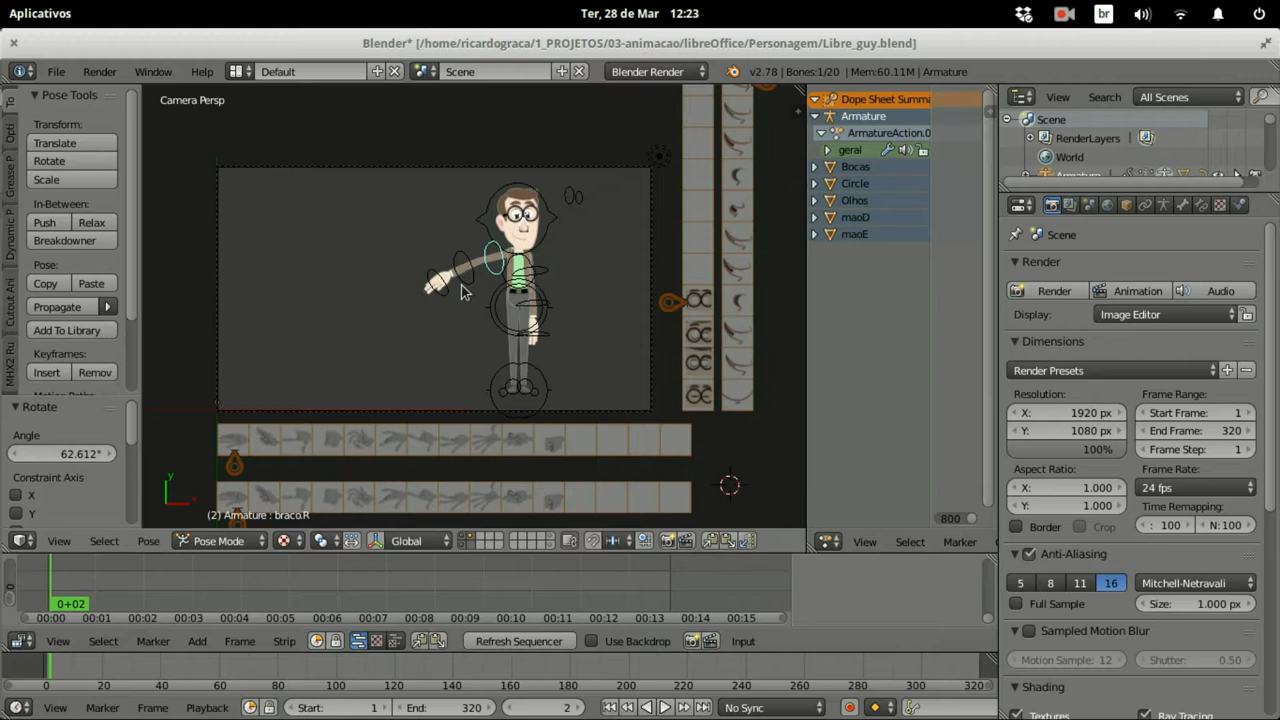 Aplicativos
Ter, 28 de Mar 12:23
br
Blender* [/home/ricardograca/1_PROJETOS/03-animacao/libreOffice/Personagem/Libre_guy.blend]
File Render Window Help Default Scene Blender Render v2.78 | Bones:1/20 | Mem:60.11M | Armature
Pose Tools
Transform:
Translate
Rotate
Scale
In-Between:
Push Relax
Breakdowner
Pose:
Copy Paste
Propagate
Add To Library
Keyframes:
Insert Remov
To
Opti
Grease P
Dynamic P
Cutout Ani
MHX2 Ru
Rotate
Angle
62.612°
Constraint Axis
X
Y
Camera Persp
y
x
(2) Armature : braco.R
View Select Pose Pose Mode Global
Dope Sheet Summa
Armature
ArmatureAction.0
geral
Bocas
Circle
Olhos
maoD
maoE
800
View Select Marker
0
0+02
00:00 00:01 00:02 00:03 00:04 00:05 00:06 00:07 00:08 00:09 00:10 00:11 00:12 00:13 00:14 00:15
View Select Marker Add Frame Strip Refresh Sequencer Use Backdrop Input
0 20 40 60 80 100 120 140 160 180 200 220 240 260 280 300 320
View Marker Frame Playback Start: 1 End: 320 2 No Sync
View Search All Scenes
Scene
RenderLayers
World
Armature
Scene
Render
Render Animation Audio
Display: Image Editor
Dimensions
Render Presets
Resolution: Frame Range:
X: 1920 px Start Frame: 1
Y: 1080 px End Frame: 320
100% Frame Step: 1
Aspect Ratio: Frame Rate:
X: 1.000 24 fps
Y: 1.000 Time Remapping:
Border Crop : 100 N:100
Anti-Aliasing
5 8 11 16 Mitchell-Netravali
Full Sample Size: 1.000 px
Sampled Motion Blur
Motion Sample: 12 Shutter: 0.50
Shading
Textures Ray Tracing